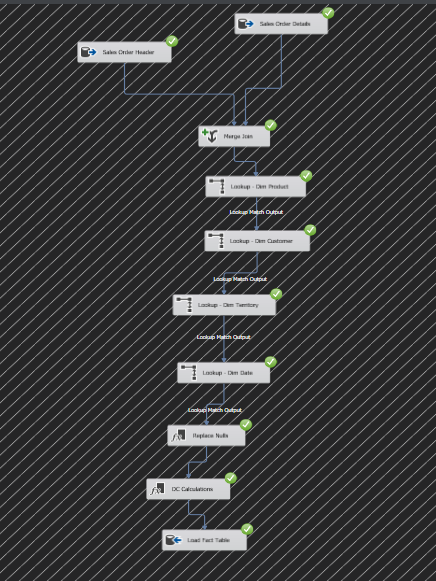 Sales Order Details
Sales Order Header
Merge Join
Lookup - Dim Product
Lookup Match Output
Lookup - Dim Customer
Lookup Match Output
Lookup - Dim Territory
Lookup Match Output
Lookup - Dim Date
Lookup Match Output
Replace Nulls
DC Calculations
Load Fact Table